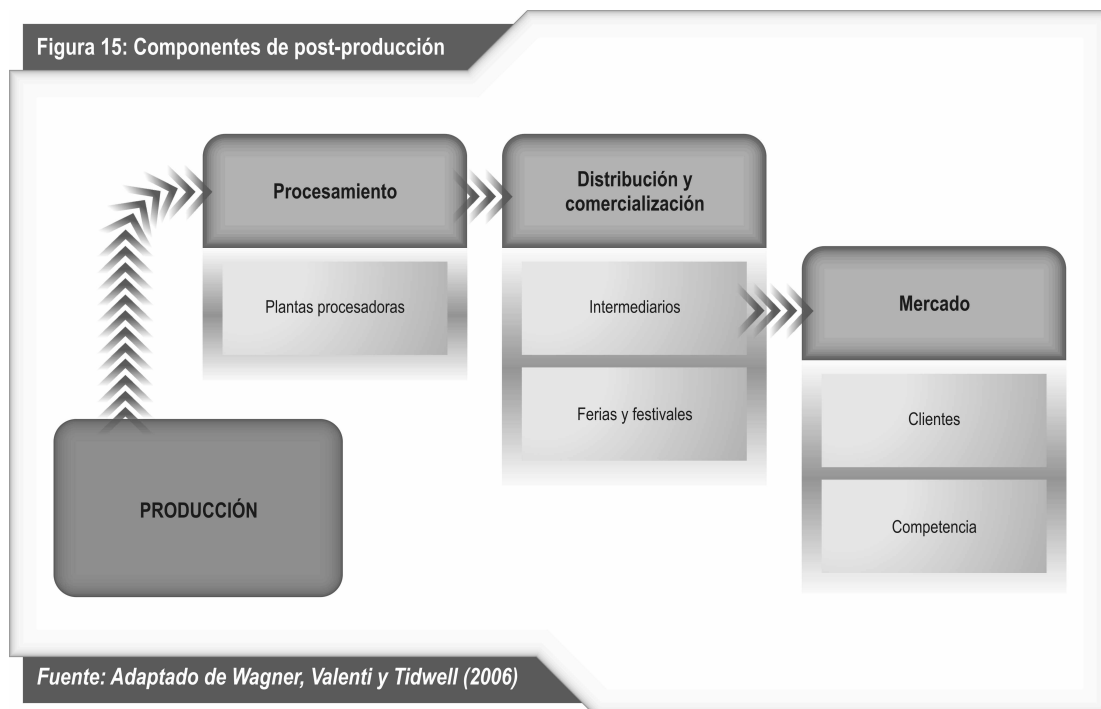 Figura 15: Componentes de post-producción
Procesamiento
Plantas procesadoras
Distribución y
comercialización
Intermediarios
Ferias y festivales
Mercado
Clientes
Competencia
PRODUCCIÓN
Fuente: Adaptado de Wagner, Valenti y Tidwell (2006)